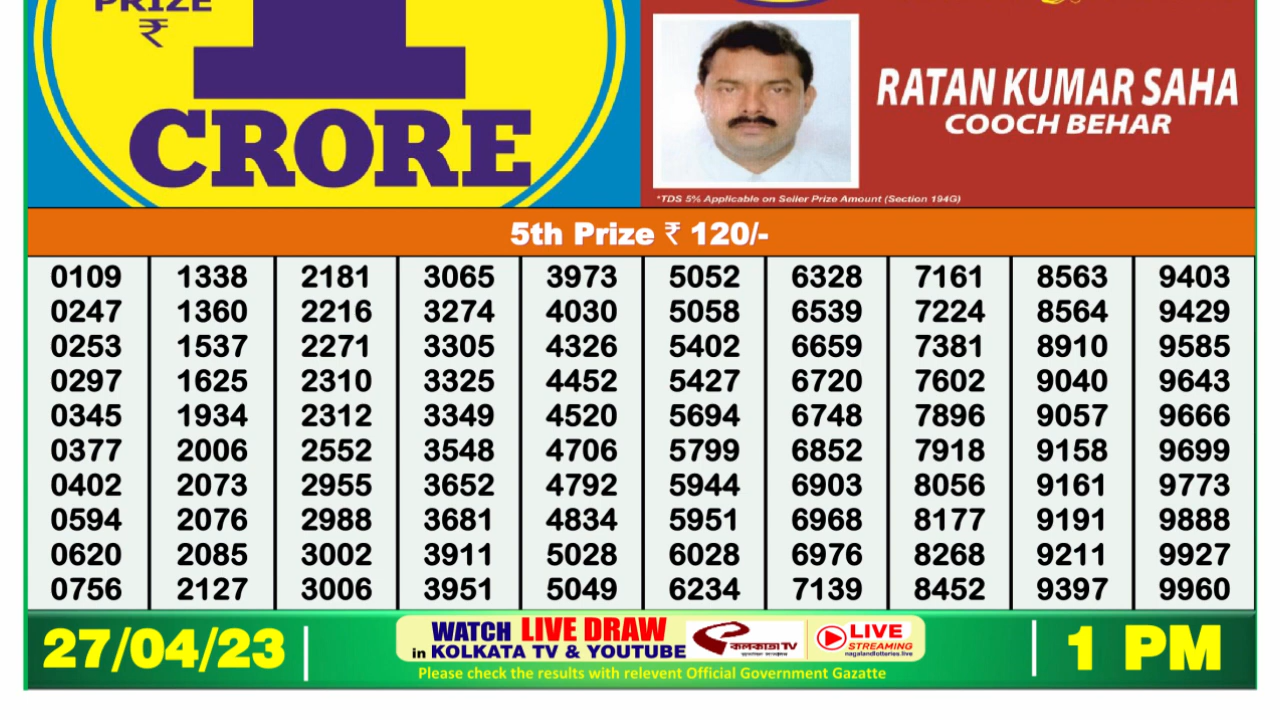 PRIZE
₹
1
CRORE
RATAN KUMAR SAHA
COOCH BEHAR
*TDS 5% Applicable on Seller Prize Amount (Section 194G)
5th Prize ₹ 120/-
0109 1338 2181 3065 3973 5052 6328 7161 8563 9403
0247 1360 2216 3274 4030 5058 6539 7224 8564 9429
0253 1537 2271 3305 4326 5402 6659 7381 8910 9585
0297 1625 2310 3325 4452 5427 6720 7602 9040 9643
0345 1934 2312 3349 4520 5694 6748 7896 9057 9666
0377 2006 2552 3548 4706 5799 6852 7918 9158 9699
0402 2073 2955 3652 4792 5944 6903 8056 9161 9773
0594 2076 2988 3681 4834 5951 6968 8177 9191 9888
0620 2085 3002 3911 5028 6028 6976 8268 9211 9927
0756 2127 3006 3951 5049 6234 7139 8452 9397 9960
27/04/23
WATCH LIVE DRAW
in KOLKATA TV & YOUTUBE
কলকাতা TV
LIVE
STREAMING
nagalandlotteries.live
Please check the results with relevent Official Government Gazatte
1 PM